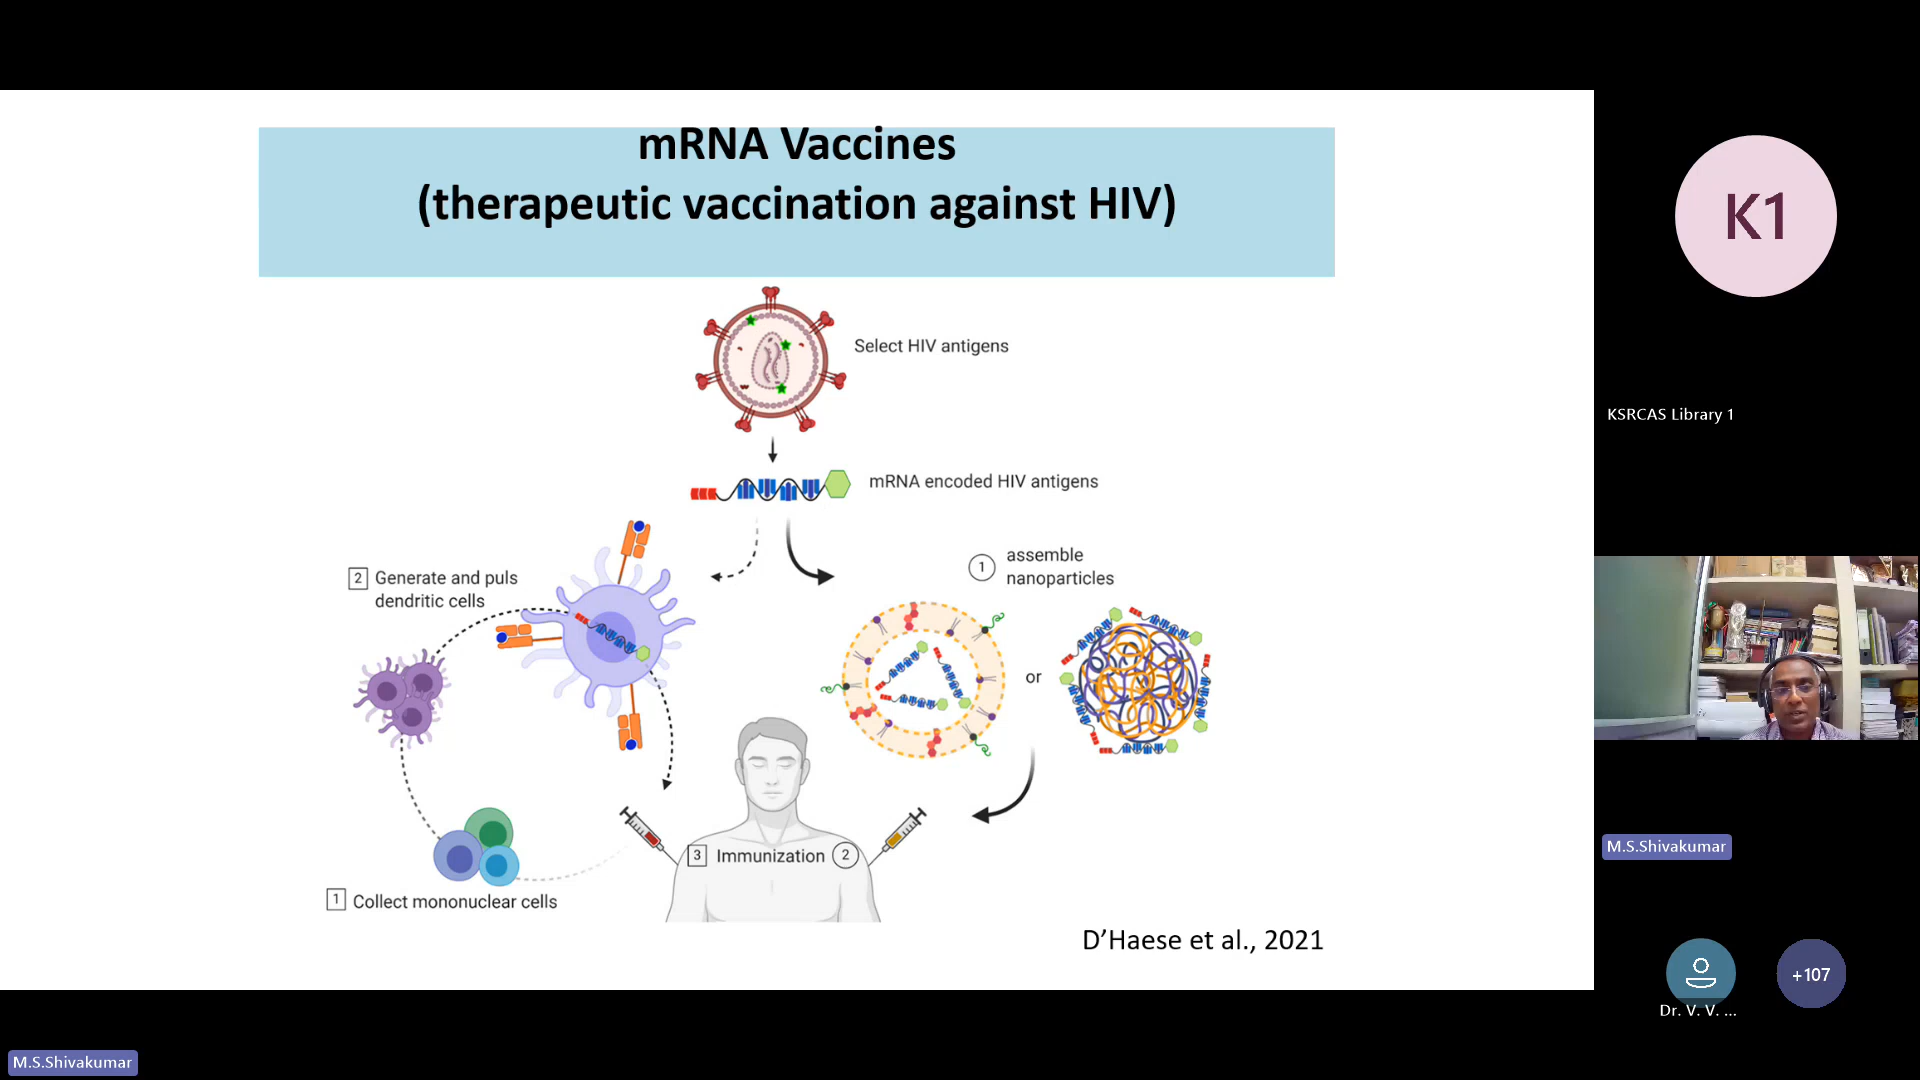 mRNA Vaccines
(therapeutic vaccination against HIV)
Select HIV antigens
mRNA encoded HIV antigens
1 assemble
nanoparticles
or
2 Generate and puls
dendritic cells
3 Immunization 2
1 Collect mononuclear cells
D’Haese et al., 2021
K1
KSRCAS Library 1
M.S.Shivakumar
+107
Dr. V. V. ...
M.S.Shivakumar